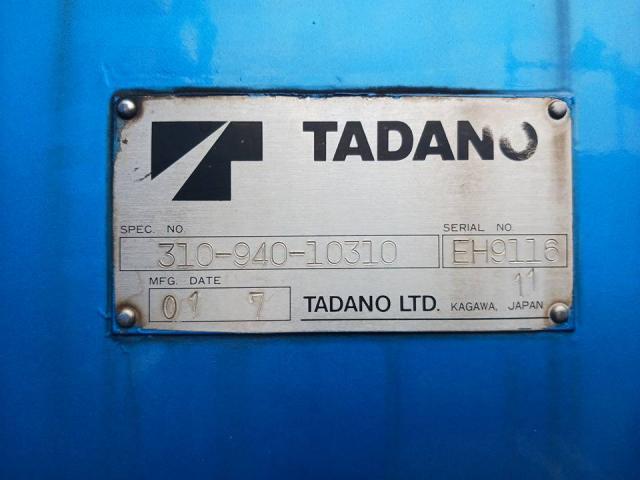 TADANO
SPEC. NO. SERIAL NO.
310-940-10310 EH9116
MFG. DATE 11
01 7 TADANO LTD. KAGAWA, JAPAN